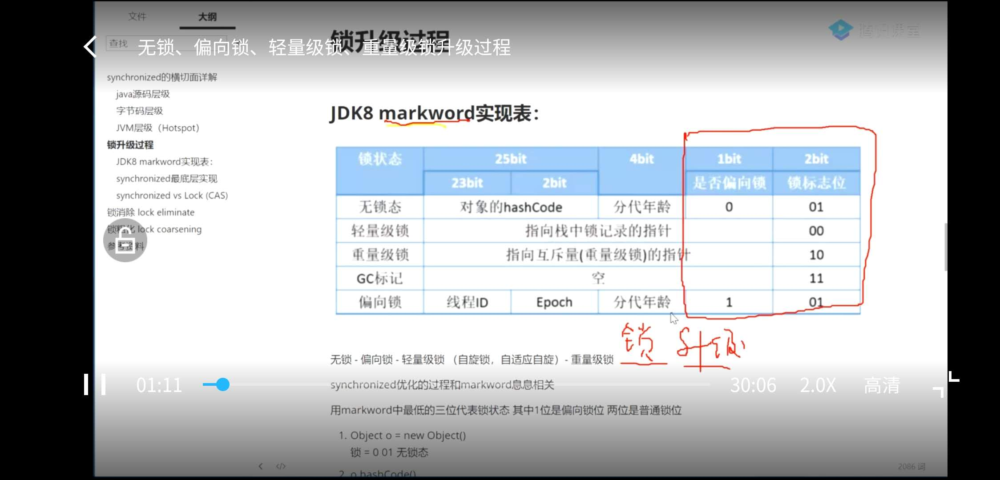 文件 大纲
查找
无锁、偏向锁、轻量级锁、重量级锁升级过程
锁升级过程
腾讯课堂
synchronized的横切面详解
java源码层级
字节码层级
JVM层级（Hotspot）
锁升级过程
JDK8 markword实现表：
synchronized最底层实现
synchronized vs Lock (CAS)
锁消除 lock eliminate
锁粗化 lock coarsening
参考资料
JDK8 markword实现表：
锁状态 25bit 4bit 1bit 2bit
23bit 2bit 是否偏向锁 锁标志位
无锁态 对象的hashCode 分代年龄 0 01
轻量级锁 指向栈中锁记录的指针 00
重量级锁 指向互斥量(重量级锁)的指针 10
GC标记 空 11
偏向锁 线程ID Epoch 分代年龄 1 01
锁 升级
无锁 - 偏向锁 - 轻量级锁 （自旋锁，自适应自旋）- 重量级锁
synchronized优化的过程和markword息息相关
01:11 30:06 2.0X 高清
用markword中最低的三位代表锁状态 其中1位是偏向锁位 两位是普通锁位
1. Object o = new Object()
锁 = 0 01 无锁态
2. o.hashCode()
</> 2086 词